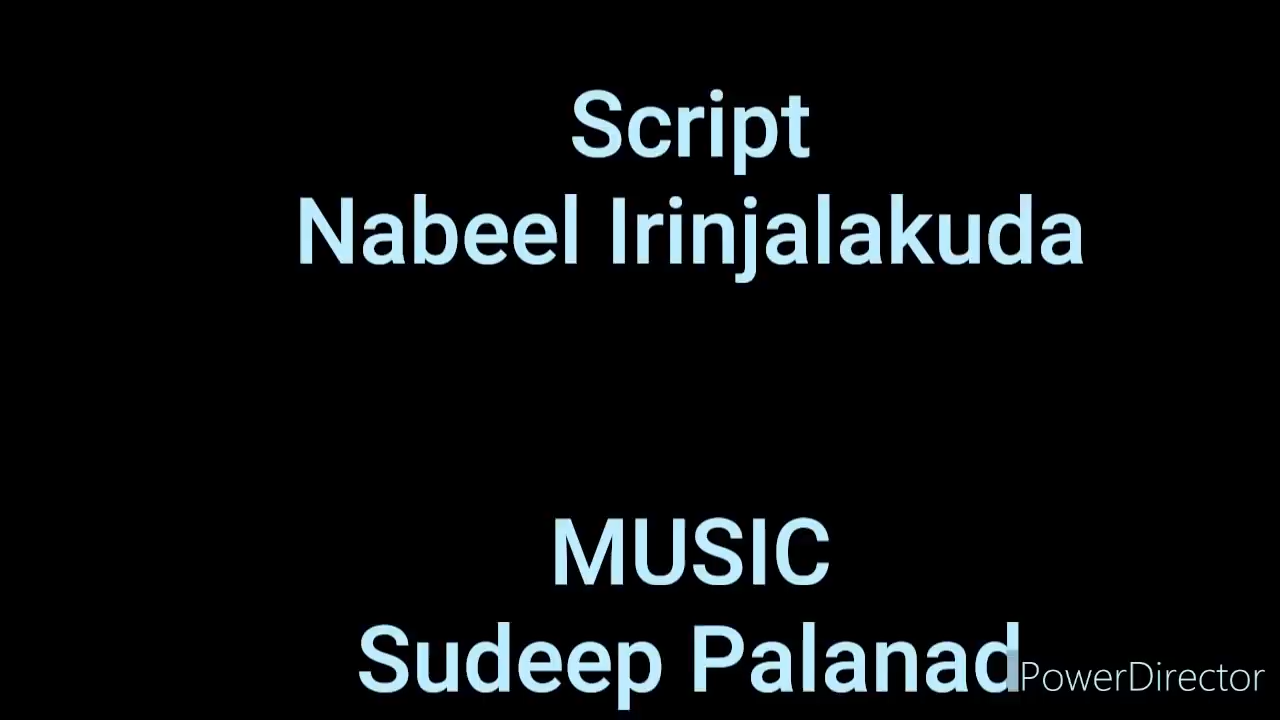 Script
Nabeel Irinjalakuda
MUSIC
Sudeep Palanad
PowerDirector